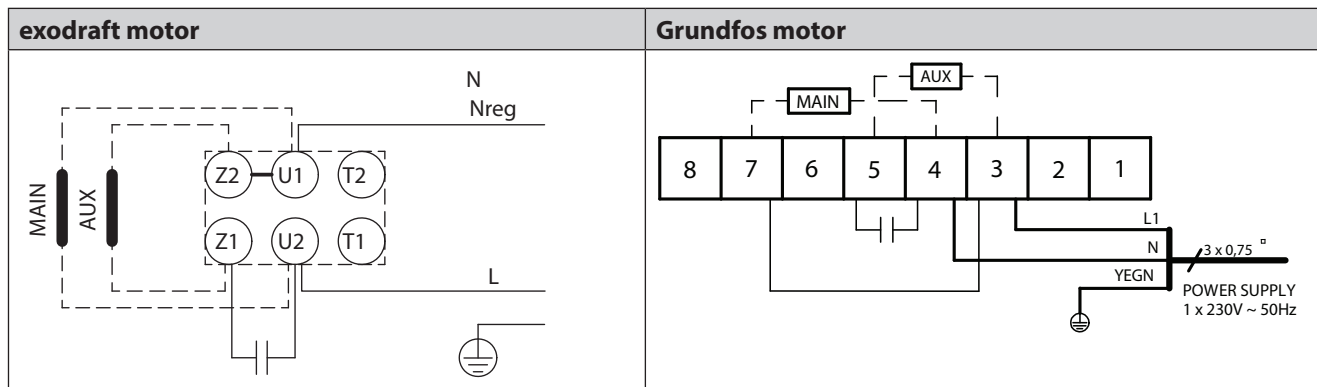 exodraft motor
Grundfos motor
N
Nreg
MAIN
AUX
Z2
U1
T2
Z1
U2
T1
L
AUX
MAIN
8 7 6 5 4 3 2 1
L1
N
3 x 0,75 ¤
YEGN
POWER SUPPLY
1 x 230V ~ 50Hz